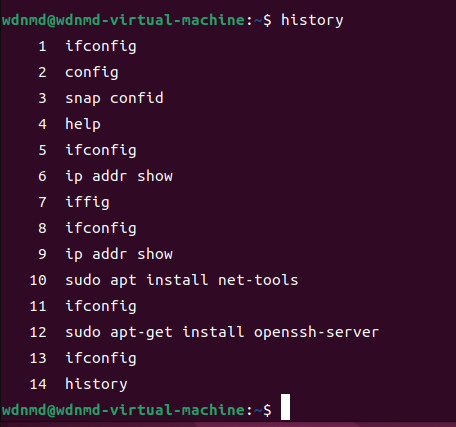 wdnmd@wdnmd-virtual-machine:~$ history
1 ifconfig
2 config
3 snap confid
4 help
5 ifconfig
6 ip addr show
7 iffig
8 ifconfig
9 ip addr show
10 sudo apt install net-tools
11 ifconfig
12 sudo apt-get install openssh-server
13 ifconfig
14 history
wdnmd@wdnmd-virtual-machine:~$